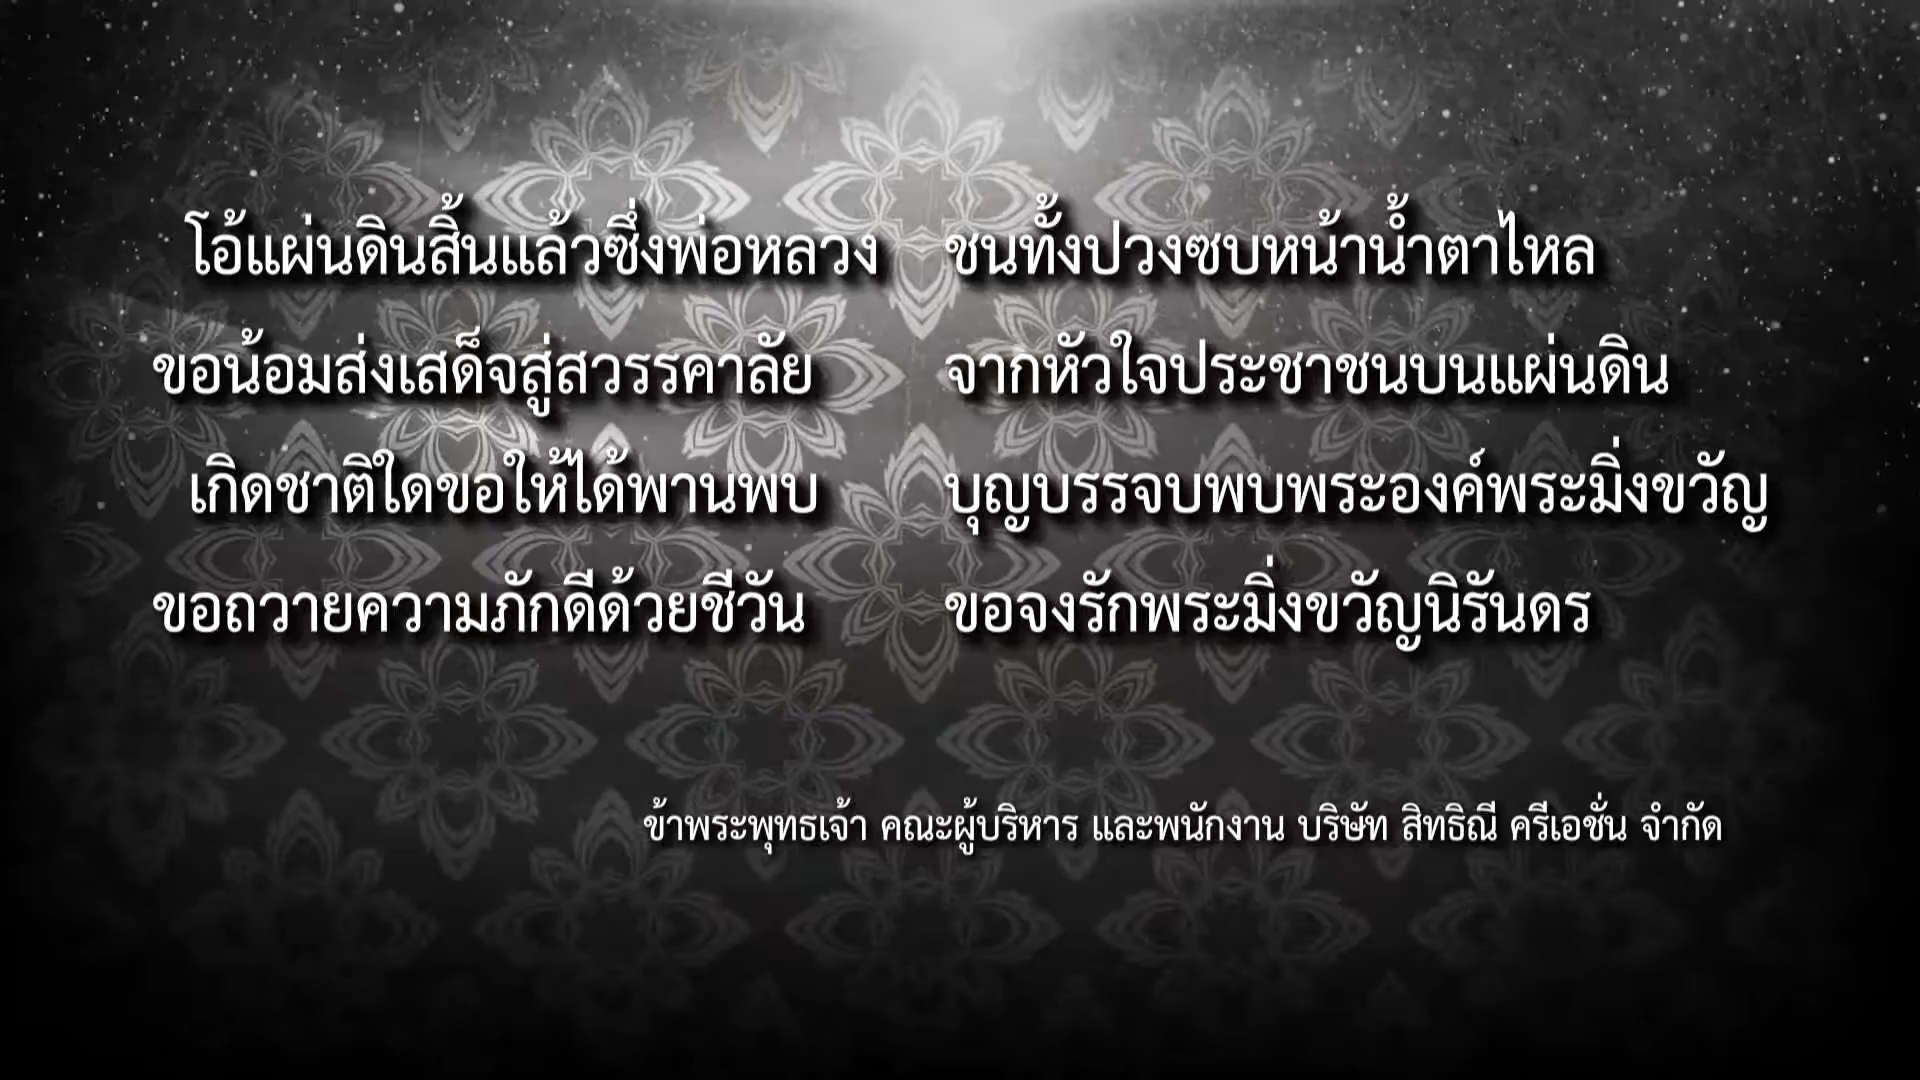 โอ้แผ่นดินสิ้นแล้วซึ่งพ่อหลวง ชนทั้งปวงซบหน้าน้ำตาไหล
ขอน้อมส่งเสด็จสู่สวรรคาลัย จากหัวใจประชาชนบนแผ่นดิน
เกิดชาติใดขอให้ได้พานพบ บุญบรรจบพบพระองค์พระมิ่งขวัญ
ขอถวายความภักดีด้วยชีวัน ขอจงรักพระมิ่งขวัญนิรันดร
ข้าพระพุทธเจ้า คณะผู้บริหาร และพนักงาน บริษัท สิทธิณี ครีเอชั่น จำกัด